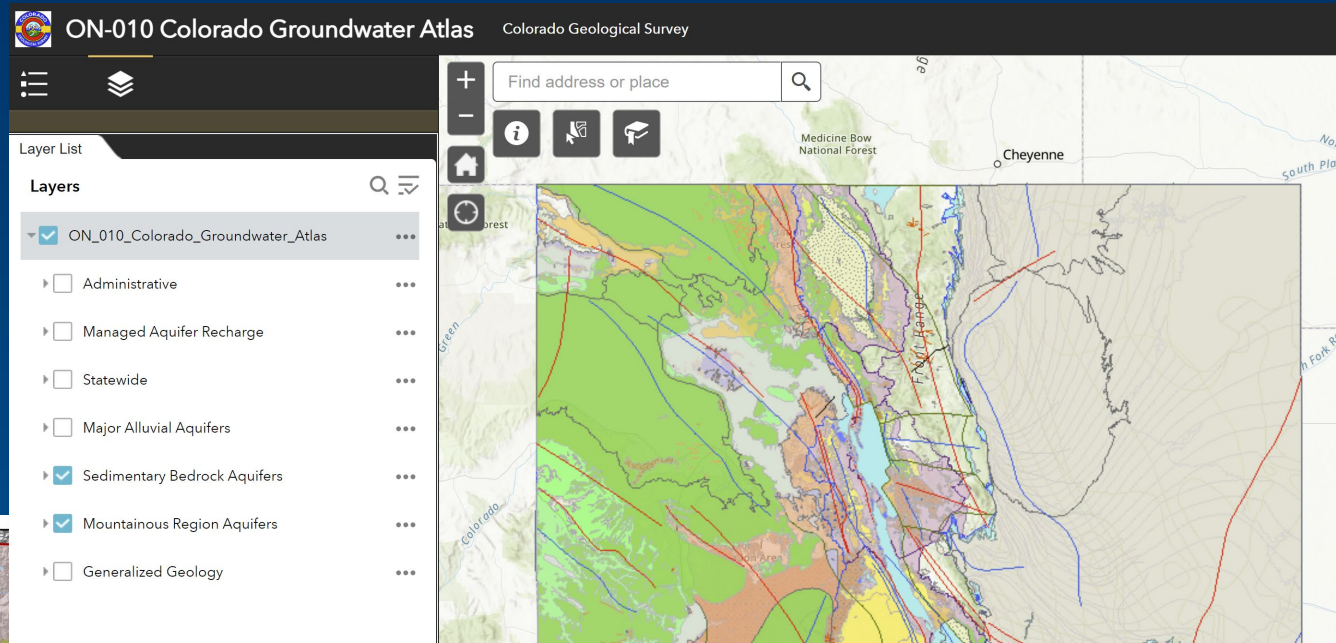 ON-010 Colorado Groundwater Atlas
Colorado Geological Survey
Find address or place
Layer List
Layers
ON_010_Colorado_Groundwater_Atlas
Administrative
Managed Aquifer Recharge
Statewide
Major Alluvial Aquifers
Sedimentary Bedrock Aquifers
Mountainous Region Aquifers
Generalized Geology
Medicine Bow
National Forest
Cheyenne
Front Range
Green
Colorado